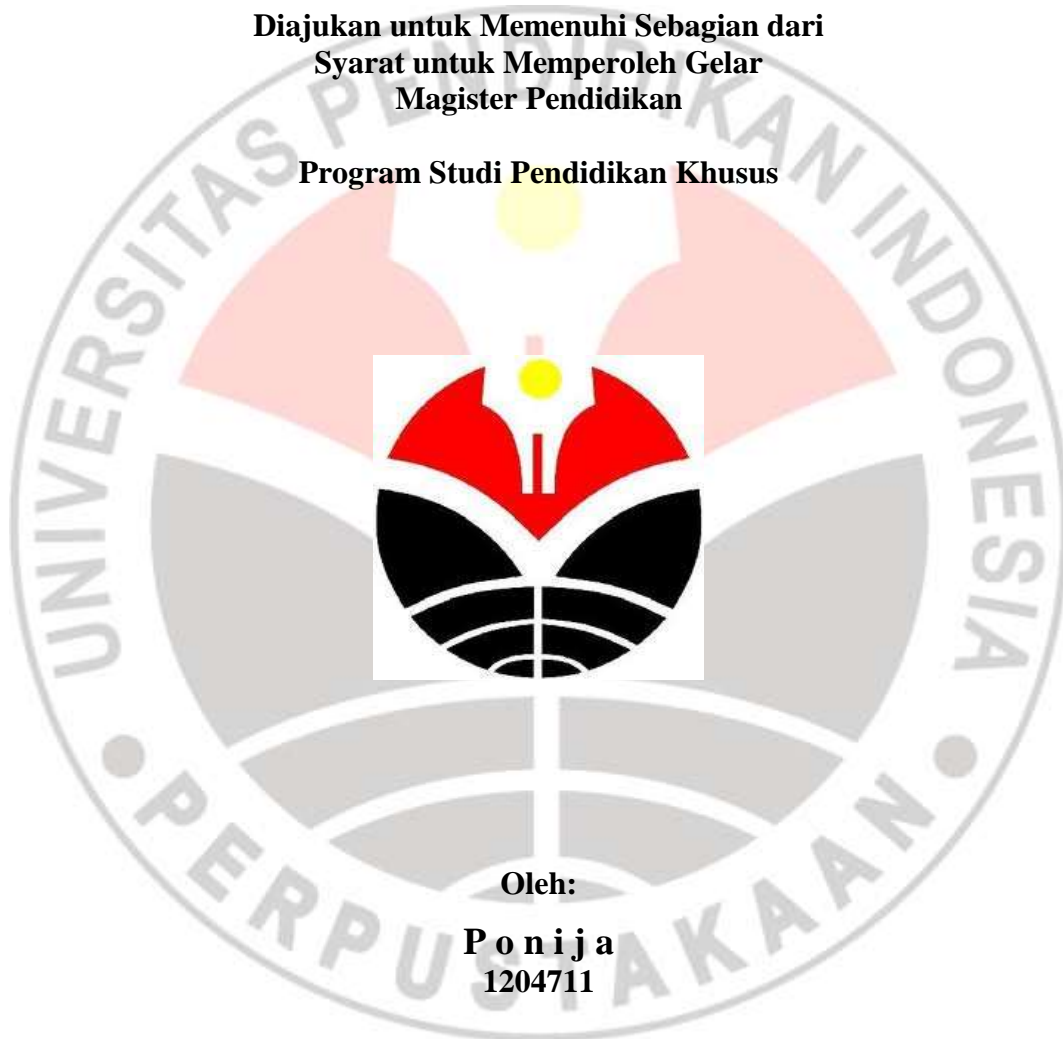 Diajukan untuk Memenuhi Sebagian dari
Syarat untuk Memperoleh Gelar
Magister Pendidikan
Program Studi Pendidikan Khusus
UNIVERSITAS PENDIDIKAN INDONESIA
Oleh:
P o n i j a
1204711
PERPUSTAKAAN